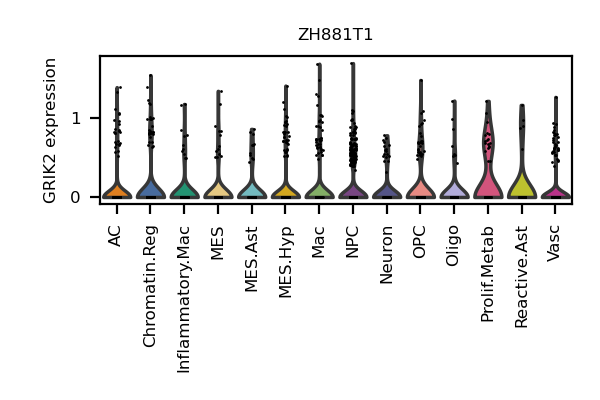 ZH881T1
GRIK2 expression
1
0
AC
Chromatin.Reg
Inflammatory.Mac
MES
MES.Ast
MES.Hyp
Mac
NPC
Neuron
OPC
Oligo
Prolif.Metab
Reactive.Ast
Vasc